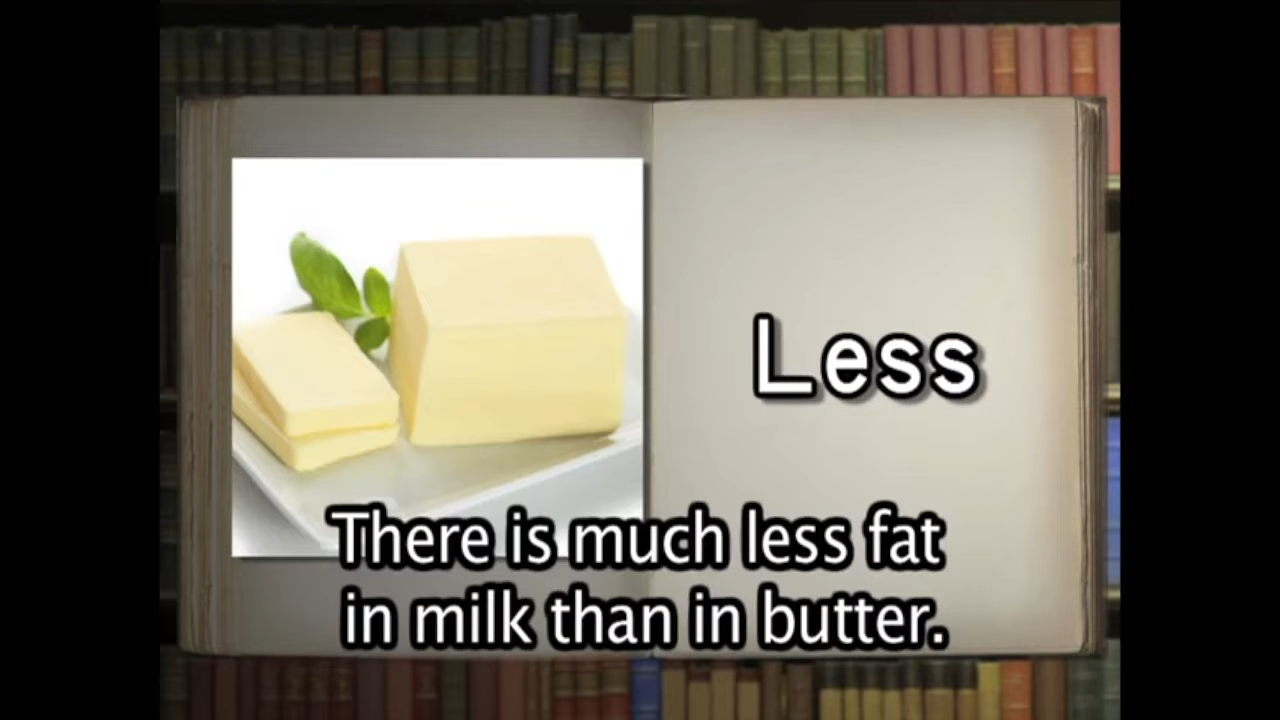 Less
There is much less fat
in milk than in butter.